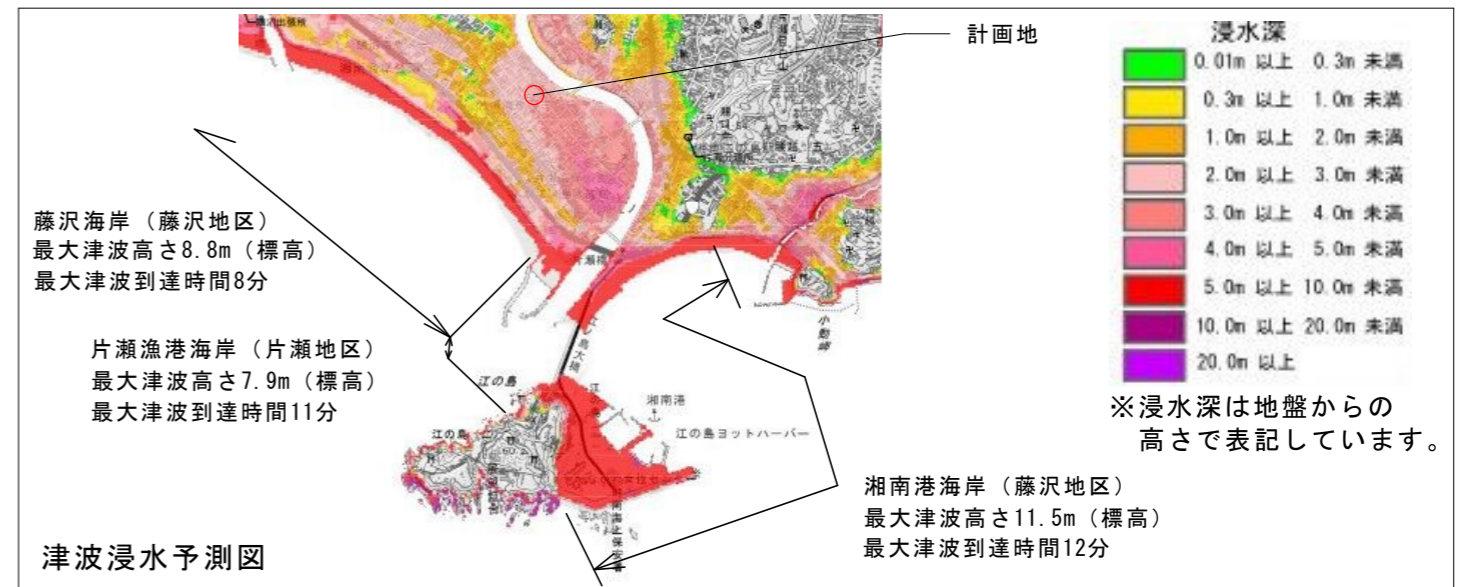 計画地
浸水深
0.01m 以上 0.3m 未満
0.3m 以上 1.0m 未満
1.0m 以上 2.0m 未満
2.0m 以上 3.0m 未満
3.0m 以上 4.0m 未満
4.0m 以上 5.0m 未満
5.0m 以上 10.0m 未満
10.0m 以上 20.0m 未満
20.0m 以上
※浸水深は地盤からの
高さで表記しています。
藤沢海岸（藤沢地区）
最大津波高さ8.8m（標高）
最大津波到達時間8分
片瀬漁港海岸（片瀬地区）
最大津波高さ7.9m（標高）
最大津波到達時間11分
小動岬
江の島
湘南港
江の島ヨットハーバー
江の島
湘南港海岸（藤沢地区）
最大津波高さ11.5m（標高）
最大津波到達時間12分
津波浸水予測図